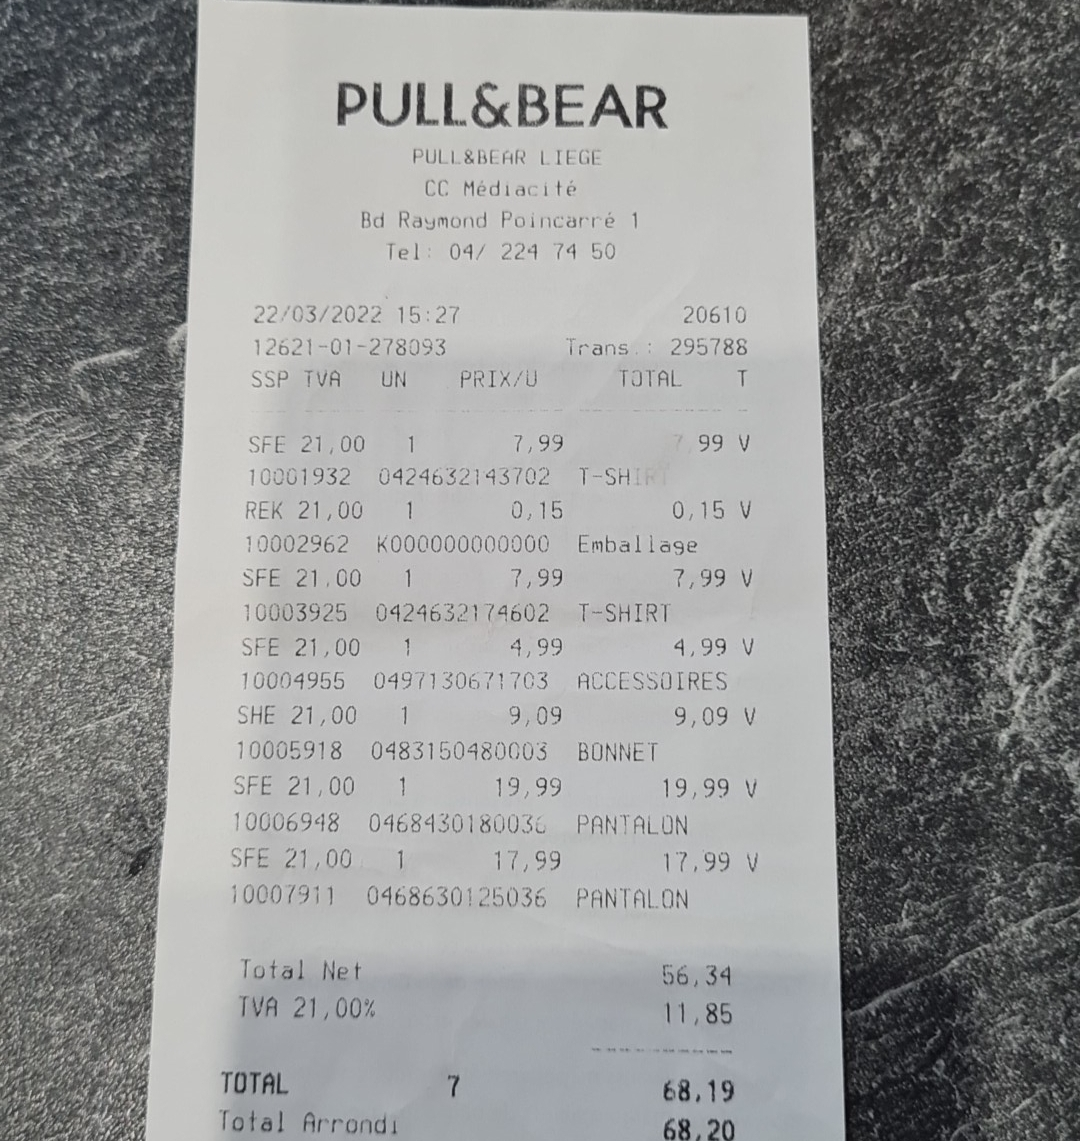 PULL&BEAR
PULL&BEAR LIEGE
CC Médiacité
Bd Raymond Poincarré 1
Tel: 04/ 224 74 50
22/03/2022 15:27 20610
12621-01-278093 Trans.: 295788
SSP TVA UN PRIX/U TOTAL T
SFE 21,00 1 7,99 7,99 V
10001932 0424632143702 T-SHIRT
REK 21,00 1 0,15 0,15 V
10002962 K000000000000 Emballage
SFE 21,00 1 7,99 7,99 V
10003925 0424632174602 T-SHIRT
SFE 21,00 1 4,99 4,99 V
10004955 0497130671703 ACCESSOIRES
SHE 21,00 1 9,09 9,09 V
10005918 0483150480003 BONNET
SFE 21,00 1 19,99 19,99 V
10006948 0468430180036 PANTALON
SFE 21,00 1 17,99 17,99 V
10007911 0468630125036 PANTALON
Total Net 56,34
TVA 21,00% 11,85
TOTAL 7 68,19
Total Arrondi 68,20